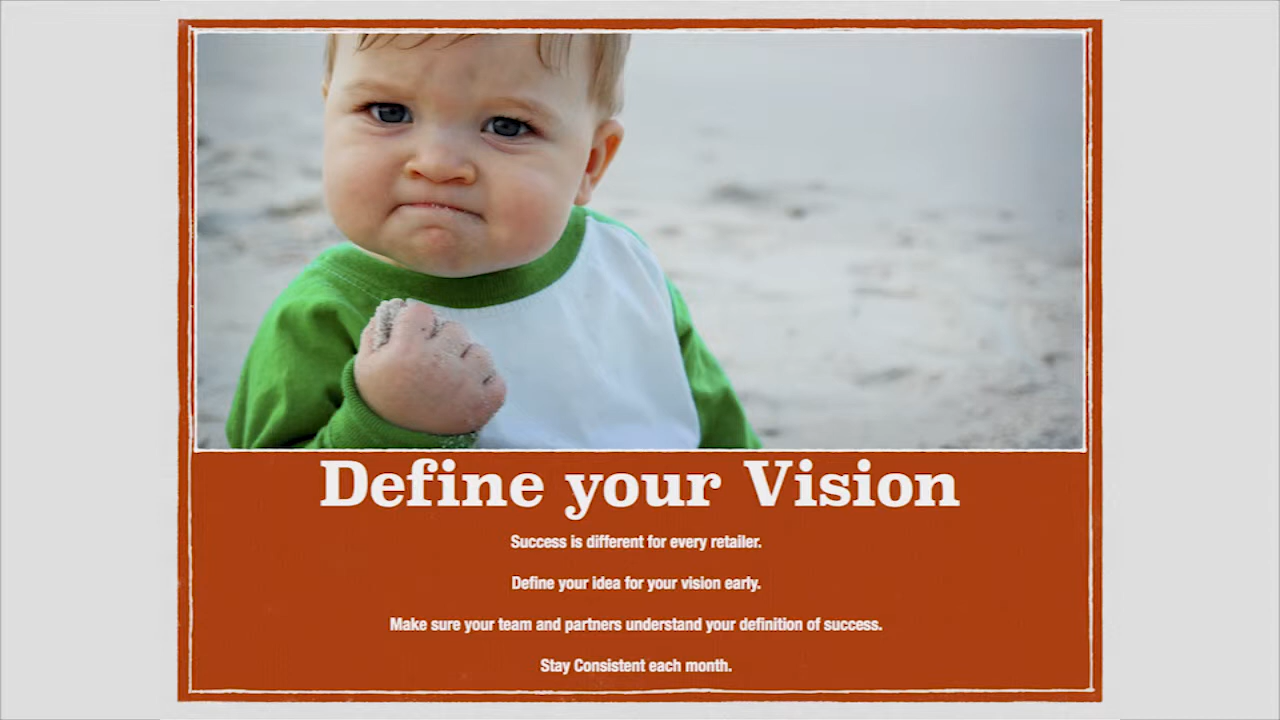 Define your Vision
Success is different for every retailer.
Define your idea for your vision early.
Make sure your team and partners understand your definition of success.
Stay Consistent each month.